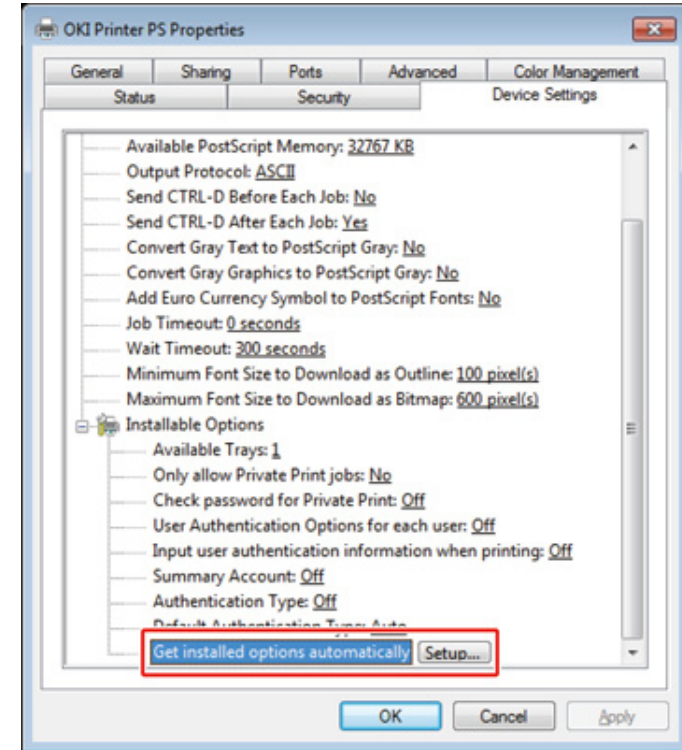 OKI Printer PS Properties
General Sharing Ports Advanced Color Management
Status Security Device Settings
Available PostScript Memory: 32767 KB
Output Protocol: ASCII
Send CTRL-D Before Each Job: No
Send CTRL-D After Each Job: Yes
Convert Gray Text to PostScript Gray: No
Convert Gray Graphics to PostScript Gray: No
Add Euro Currency Symbol to PostScript Fonts: No
Job Timeout: 0 seconds
Wait Timeout: 300 seconds
Minimum Font Size to Download as Outline: 100 pixel(s)
Maximum Font Size to Download as Bitmap: 600 pixel(s)
Installable Options
Available Trays: 1
Only allow Private Print jobs: No
Check password for Private Print: Off
User Authentication Options for each user: Off
Input user authentication information when printing: Off
Summary Account: Off
Authentication Type: Off
Default Authentication Type: Auto
Get installed options automatically Setup...
OK Cancel Apply